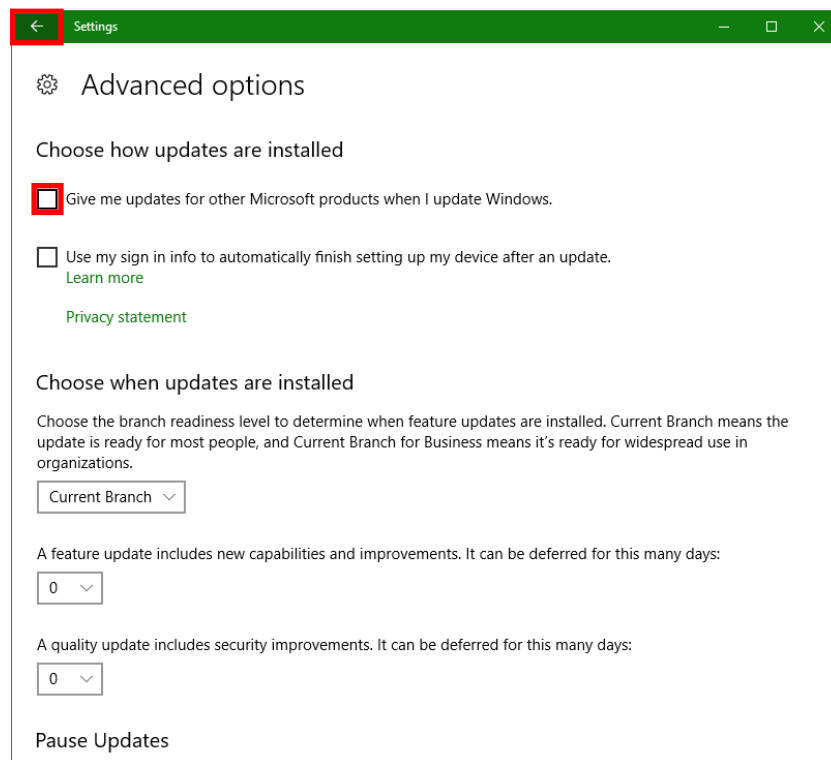 Settings
Advanced options
Choose how updates are installed
Give me updates for other Microsoft products when I update Windows.
Use my sign in info to automatically finish setting up my device after an update.
Learn more
Privacy statement
Choose when updates are installed
Choose the branch readiness level to determine when feature updates are installed. Current Branch means the
update is ready for most people, and Current Branch for Business means it's ready for widespread use in
organizations.
Current Branch
A feature update includes new capabilities and improvements. It can be deferred for this many days:
0
A quality update includes security improvements. It can be deferred for this many days:
0
Pause Updates